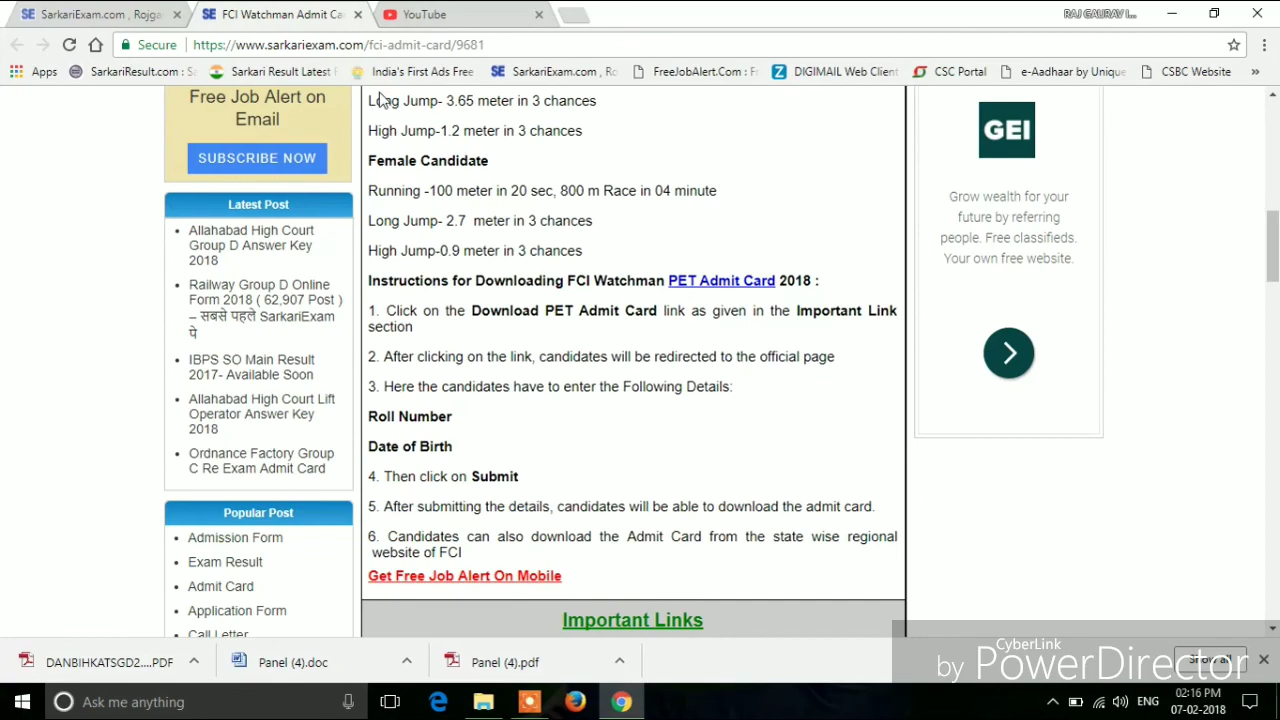 SarkariExam.com , Rojga
FCI Watchman Admit Car
YouTube
RAJ GAURAV I...
Secure
https://www.sarkariexam.com/fci-admit-card/9681
Apps
SarkariResult.com : S
Sarkari Result Latest
India's First Ads Free
SarkariExam.com , Ro
FreeJobAlert.Com : F
DIGIMAIL Web Client
CSC Portal
e-Aadhaar by Unique
CSBC Website
Free Job Alert on
Email
SUBSCRIBE NOW
Latest Post
Allahabad High Court
Group D Answer Key
2018
Railway Group D Online
Form 2018 ( 62,907 Post )
– सबसे पहले SarkariExam
पे
IBPS SO Main Result
2017- Available Soon
Allahabad High Court Lift
Operator Answer Key
2018
Ordnance Factory Group
C Re Exam Admit Card
Popular Post
Admission Form
Exam Result
Admit Card
Application Form
Call Letter
Long Jump- 3.65 meter in 3 chances
High Jump-1.2 meter in 3 chances
Female Candidate
Running -100 meter in 20 sec, 800 m Race in 04 minute
Long Jump- 2.7 meter in 3 chances
High Jump-0.9 meter in 3 chances
Instructions for Downloading FCI Watchman PET Admit Card 2018 :
1. Click on the Download PET Admit Card link as given in the Important Link
section
2. After clicking on the link, candidates will be redirected to the official page
3. Here the candidates have to enter the Following Details:
Roll Number
Date of Birth
4. Then click on Submit
5. After submitting the details, candidates will be able to download the admit card.
6. Candidates can also download the Admit Card from the state wise regional
website of FCI
Get Free Job Alert On Mobile
Important Links
GEI
Grow wealth for your
future by referring
people. Free classifieds.
Your own free website.
DANBIHKATSGD2....PDF
Panel (4).doc
Panel (4).pdf
Show all
CyberLink
by PowerDirector
Ask me anything
ENG
02:16 PM
07-02-2018